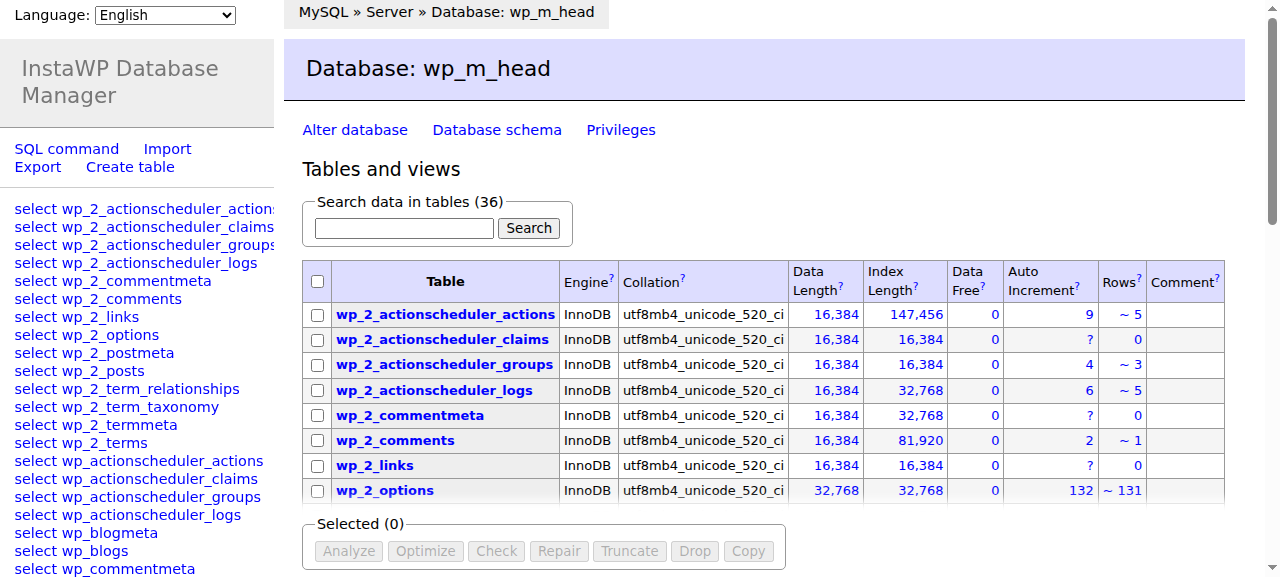 Language: English
MySQL » Server » Database: wp_m_head
InstaWP Database
Manager
Database: wp_m_head
SQL command Import
Export Create table
select wp_2_actionscheduler_actions
select wp_2_actionscheduler_claims
select wp_2_actionscheduler_groups
select wp_2_actionscheduler_logs
select wp_2_commentmeta
select wp_2_comments
select wp_2_links
select wp_2_options
select wp_2_postmeta
select wp_2_posts
select wp_2_term_relationships
select wp_2_term_taxonomy
select wp_2_termmeta
select wp_2_terms
select wp_actionscheduler_actions
select wp_actionscheduler_claims
select wp_actionscheduler_groups
select wp_actionscheduler_logs
select wp_blogmeta
select wp_blogs
select wp_commentmeta
Alter database Database schema Privileges
Tables and views
Search data in tables (36)
Search
Table Engine? Collation? Data Length? Index Length? Data Free? Auto Increment? Rows? Comment?
wp_2_actionscheduler_actions InnoDB utf8mb4_unicode_520_ci 16,384 147,456 0 9 ~ 5
wp_2_actionscheduler_claims InnoDB utf8mb4_unicode_520_ci 16,384 16,384 0 ? 0
wp_2_actionscheduler_groups InnoDB utf8mb4_unicode_520_ci 16,384 16,384 0 4 ~ 3
wp_2_actionscheduler_logs InnoDB utf8mb4_unicode_520_ci 16,384 32,768 0 6 ~ 5
wp_2_commentmeta InnoDB utf8mb4_unicode_520_ci 16,384 32,768 0 ? 0
wp_2_comments InnoDB utf8mb4_unicode_520_ci 16,384 81,920 0 2 ~ 1
wp_2_links InnoDB utf8mb4_unicode_520_ci 16,384 16,384 0 ? 0
wp_2_options InnoDB utf8mb4_unicode_520_ci 32,768 32,768 0 132 ~ 131
Selected (0)
Analyze Optimize Check Repair Truncate Drop Copy